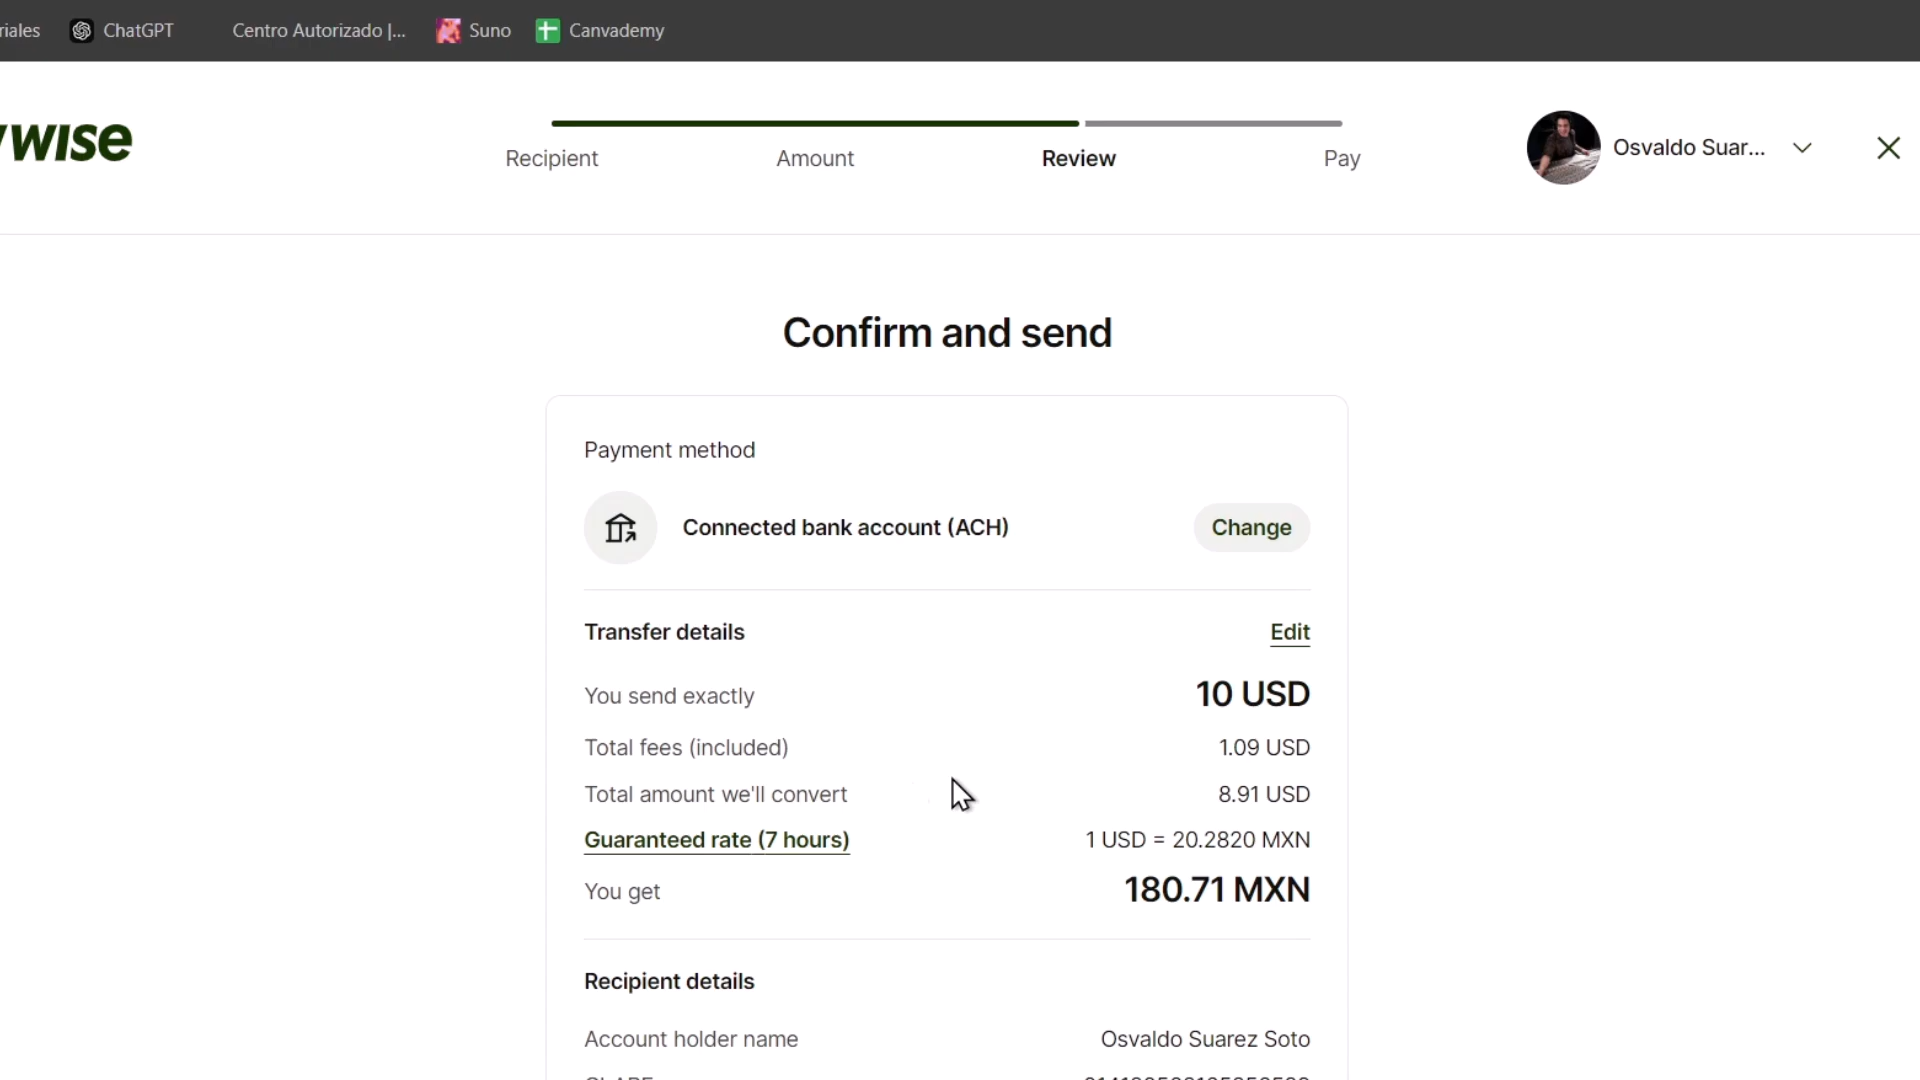 riales
ChatGPT
Centro Autorizado |...
Suno
Canvademy
wise
Recipient
Amount
Review
Pay
Osvaldo Suar...
Confirm and send
Payment method
Connected bank account (ACH)
Change
Transfer details
Edit
You send exactly
10 USD
Total fees (included)
1.09 USD
Total amount we'll convert
8.91 USD
Guaranteed rate (7 hours)
1 USD = 20.2820 MXN
You get
180.71 MXN
Recipient details
Account holder name
Osvaldo Suarez Soto